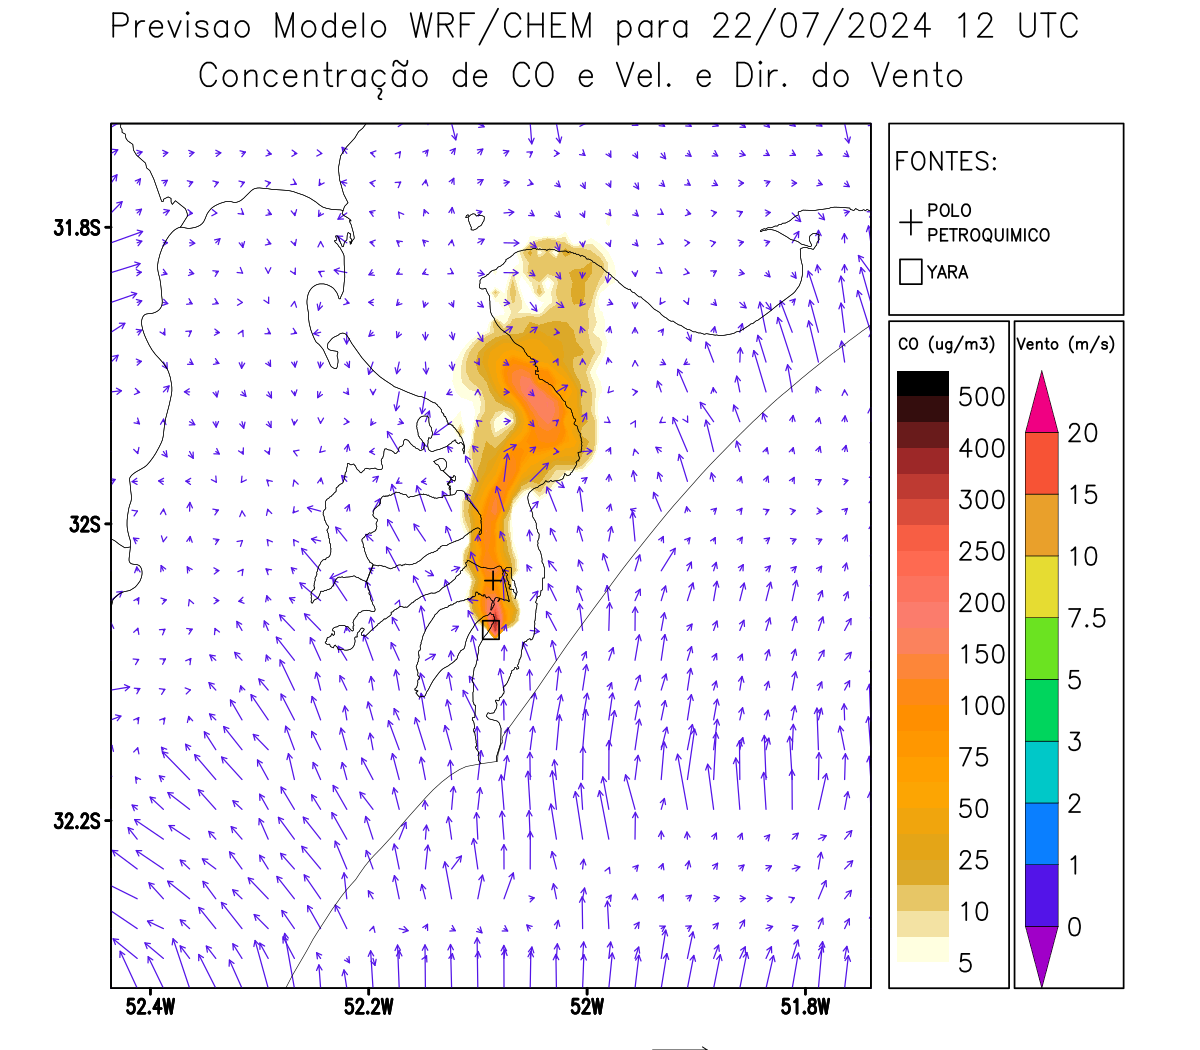 Previsao Modelo WRF/CHEM para 22/07/2024 12 UTC
Concentração de CO e Vel. e Dir. do Vento
FONTES:
POLO
PETROQUIMICO
YARA
CO (ug/m3)
500
400
300
250
200
150
100
75
50
25
10
5
Vento (m/s)
20
15
10
7.5
5
3
2
1
0
31.8S
32S
32.2S
52.4W
52.2W
52W
51.8W